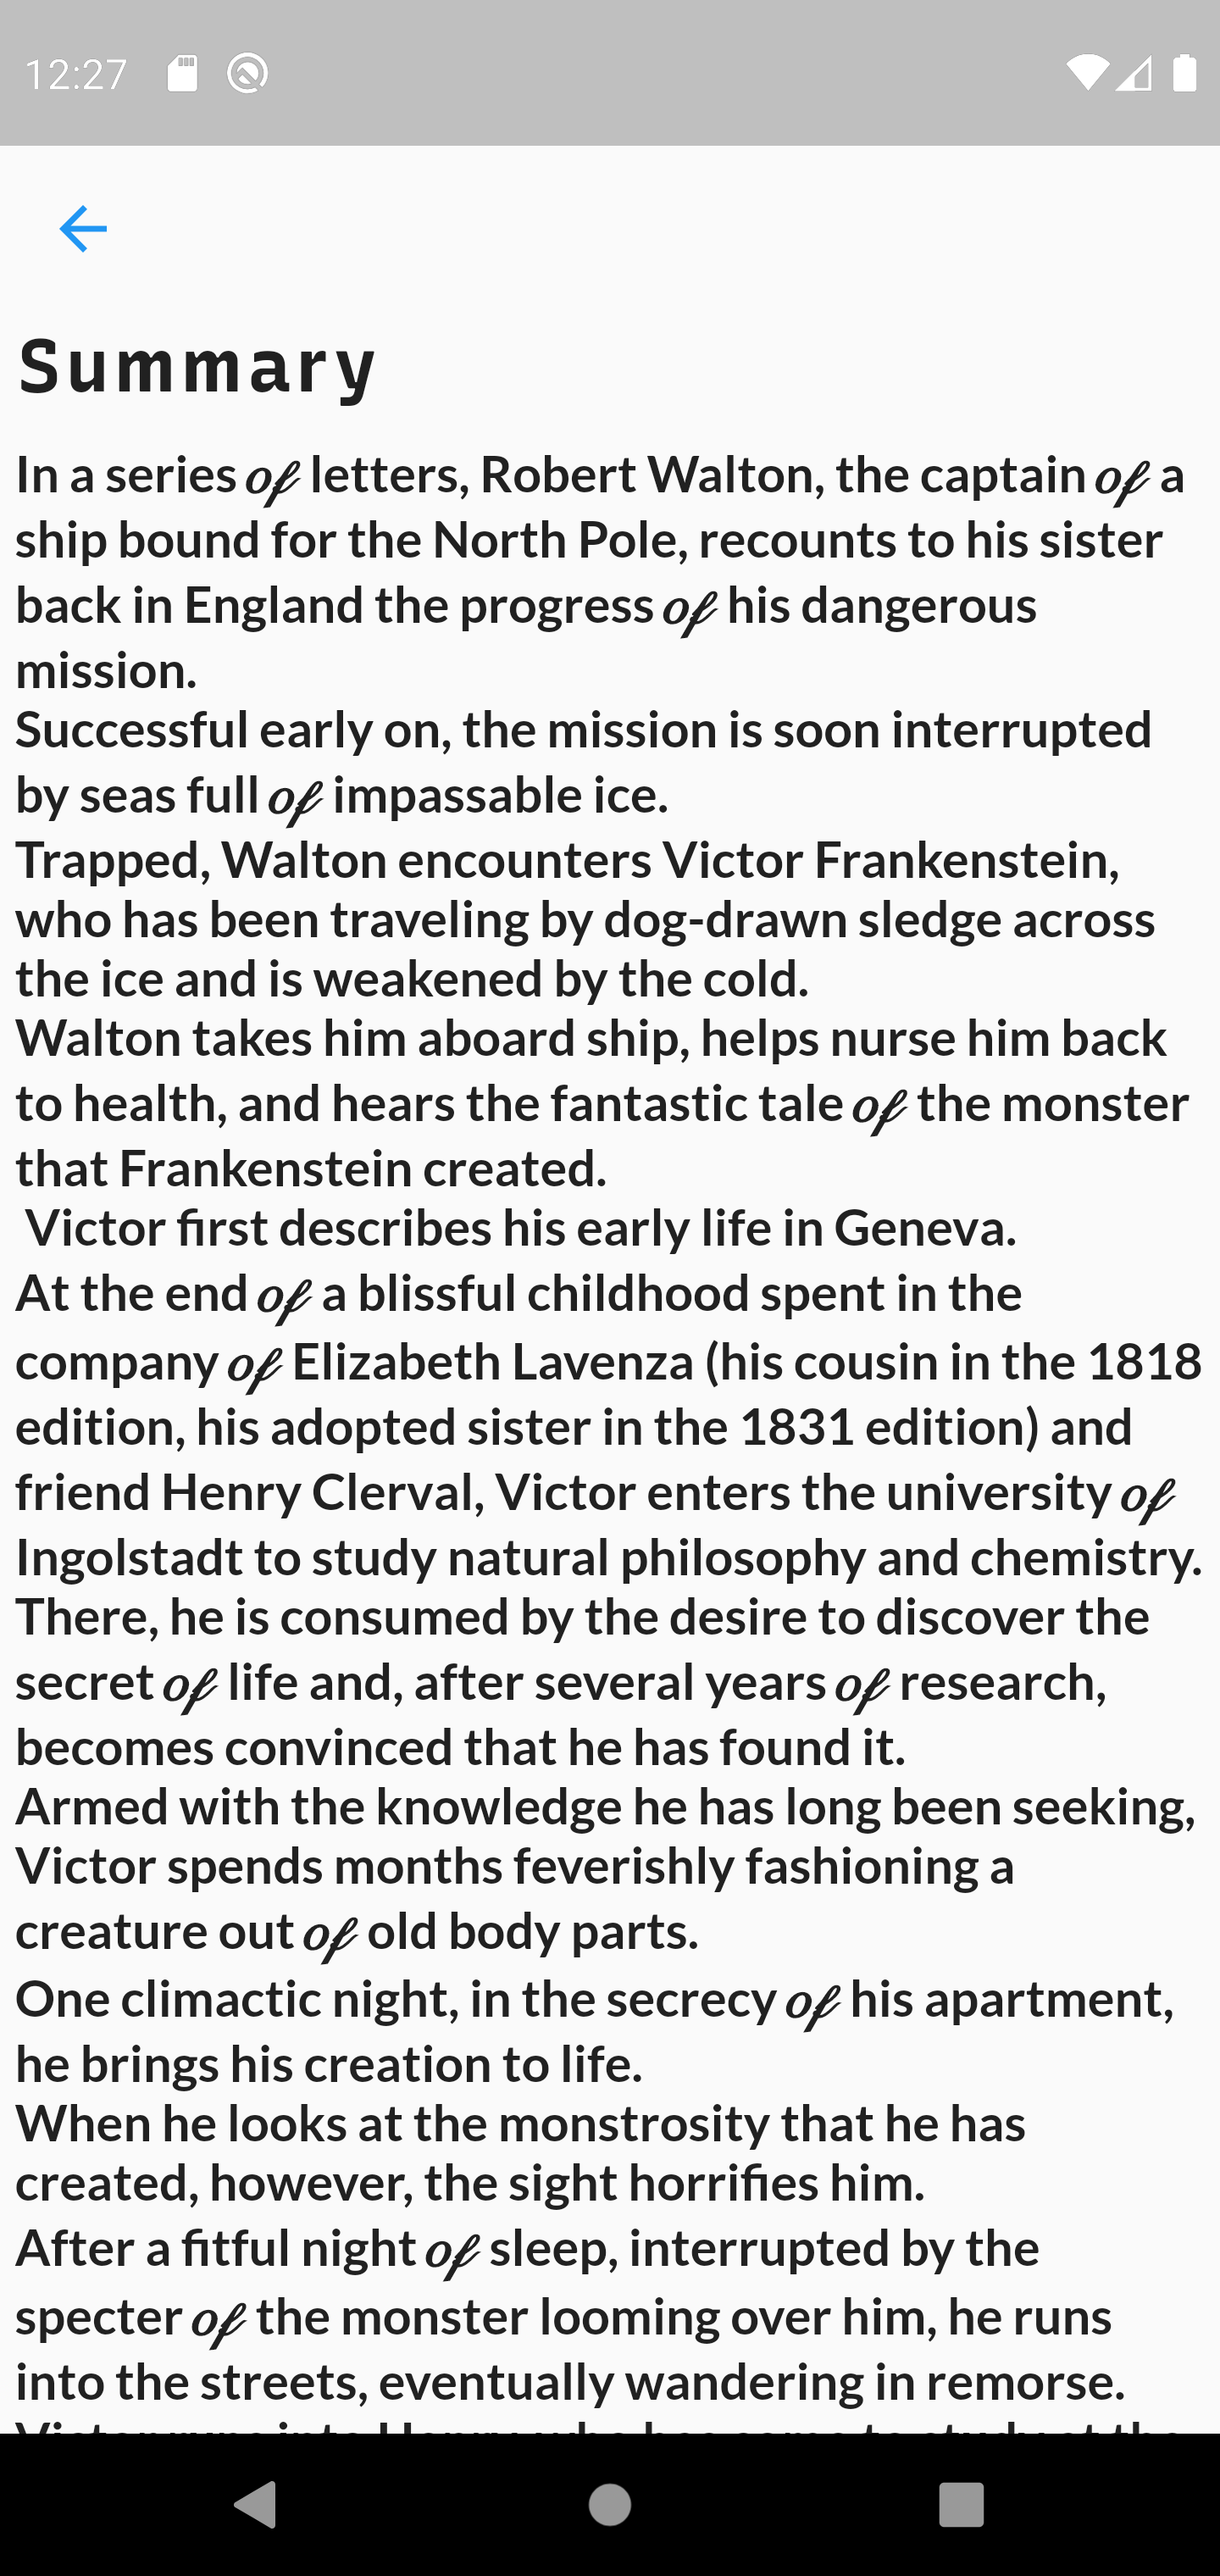 12:27
Summary
In a series of letters, Robert Walton, the captain of a
ship bound for the North Pole, recounts to his sister
back in England the progress of his dangerous
mission.
Successful early on, the mission is soon interrupted
by seas full of impassable ice.
Trapped, Walton encounters Victor Frankenstein,
who has been traveling by dog-drawn sledge across
the ice and is weakened by the cold.
Walton takes him aboard ship, helps nurse him back
to health, and hears the fantastic tale of the monster
that Frankenstein created.
Victor first describes his early life in Geneva.
At the end of a blissful childhood spent in the
company of Elizabeth Lavenza (his cousin in the 1818
edition, his adopted sister in the 1831 edition) and
friend Henry Clerval, Victor enters the university of
Ingolstadt to study natural philosophy and chemistry.
There, he is consumed by the desire to discover the
secret of life and, after several years of research,
becomes convinced that he has found it.
Armed with the knowledge he has long been seeking,
Victor spends months feverishly fashioning a
creature out of old body parts.
One climactic night, in the secrecy of his apartment,
he brings his creation to life.
When he looks at the monstrosity that he has
created, however, the sight horrifies him.
After a fitful night of sleep, interrupted by the
specter of the monster looming over him, he runs
into the streets, eventually wandering in remorse.
Victor runs into Henry, who has come to study at the